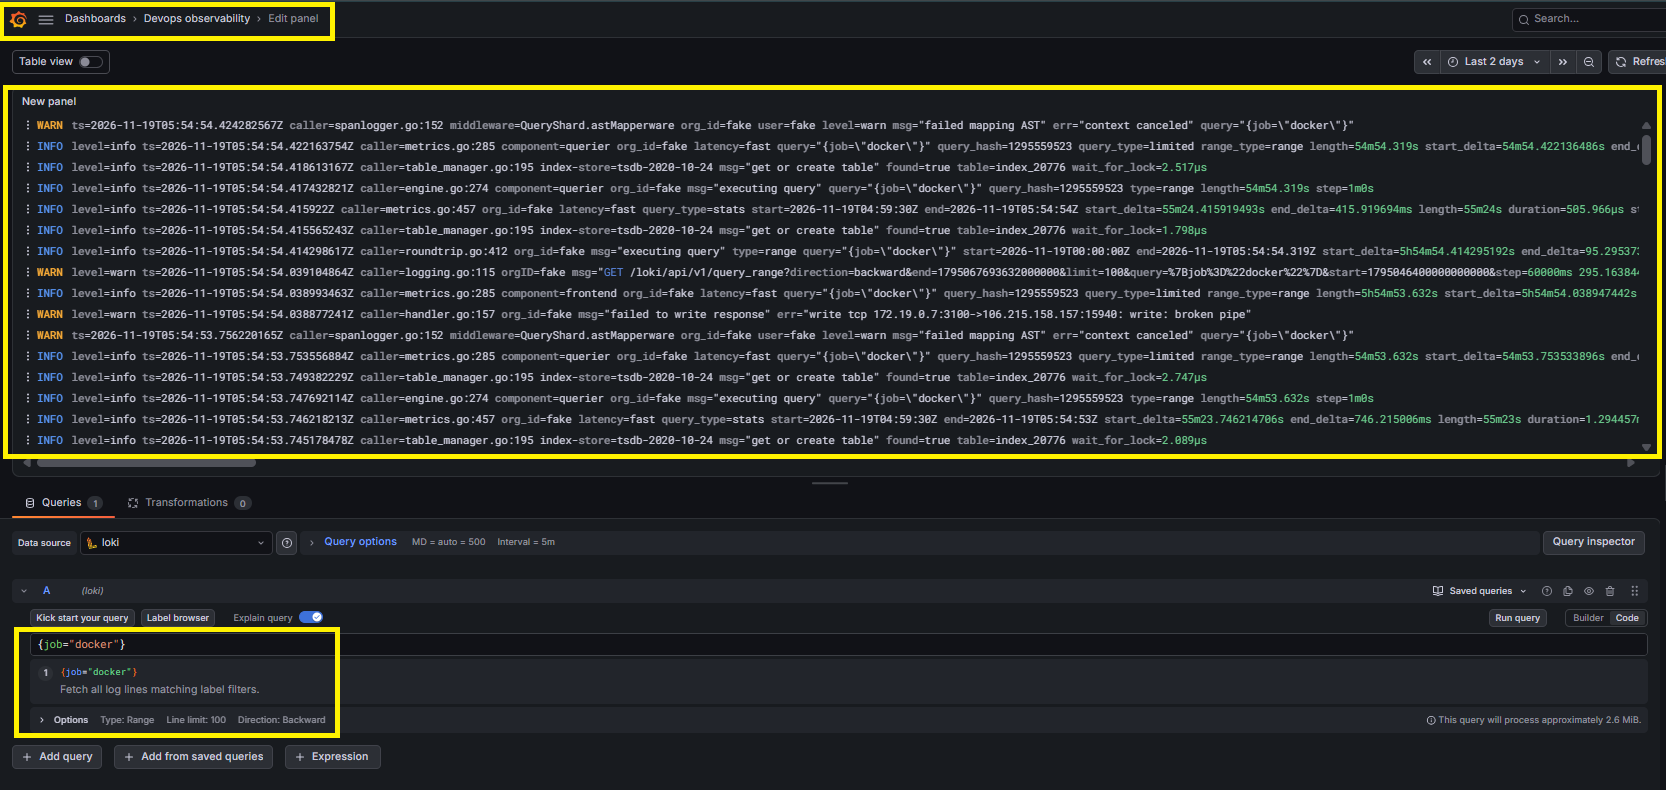 Dashboards › Devops observability › Edit panel
Search...
Table view
Last 2 days
Refres
New panel
WARN ts=2026-11-19T05:54:54.424282567Z caller=spanlogger.go:152 middleware=QueryShard.astMapperware org_id=fake user=fake level=warn msg="failed mapping AST" err="context canceled" query="{job=\"docker\"}"
INFO level=info ts=2026-11-19T05:54:54.422163754Z caller=metrics.go:285 component=querier org_id=fake latency=fast query="{job=\"docker\"}" query_hash=1295559523 query_type=limited range_type=range length=54m54.319s start_delta=54m54.422136486s end_
INFO level=info ts=2026-11-19T05:54:54.418613167Z caller=table_manager.go:195 index-store=tsdb-2020-10-24 msg="get or create table" found=true table=index_20776 wait_for_lock=2.517µs
INFO level=info ts=2026-11-19T05:54:54.417432821Z caller=engine.go:274 component=querier org_id=fake msg="executing query" query="{job=\"docker\"}" query_hash=1295559523 type=range length=54m54.319s step=1m0s
INFO level=info ts=2026-11-19T05:54:54.415922Z caller=metrics.go:457 org_id=fake latency=fast query_type=stats start=2026-11-19T04:59:30Z end=2026-11-19T05:54:54Z start_delta=55m24.415919493s end_delta=415.919694ms length=55m24s duration=505.966µs st
INFO level=info ts=2026-11-19T05:54:54.415565243Z caller=table_manager.go:195 index-store=tsdb-2020-10-24 msg="get or create table" found=true table=index_20776 wait_for_lock=1.798µs
INFO level=info ts=2026-11-19T05:54:54.414298617Z caller=roundtrip.go:412 org_id=fake msg="executing query" type=range query="{job=\"docker\"}" start=2026-11-19T00:00:00Z end=2026-11-19T05:54:54.319Z start_delta=5h54m54.414295192s end_delta=95.295373
WARN level=warn ts=2026-11-19T05:54:54.039104864Z caller=logging.go:115 orgID=fake msg="GET /loki/api/v1/query_range?direction=backward&end=1795067693632000000&limit=100&query=%7Bjob%3D%22docker%22%7D&start=1795046400000000000&step=60000ms 295.163844
INFO level=info ts=2026-11-19T05:54:54.038993463Z caller=metrics.go:285 component=frontend org_id=fake latency=fast query="{job=\"docker\"}" query_hash=1295559523 query_type=limited range_type=range length=5h54m53.632s start_delta=5h54m54.038947442s
WARN level=warn ts=2026-11-19T05:54:54.038877241Z caller=handler.go:157 org_id=fake msg="failed to write response" err="write tcp 172.19.0.7:3100->106.215.158.157:15940: write: broken pipe"
WARN ts=2026-11-19T05:54:53.756220165Z caller=spanlogger.go:152 middleware=QueryShard.astMapperware org_id=fake user=fake level=warn msg="failed mapping AST" err="context canceled" query="{job=\"docker\"}"
INFO level=info ts=2026-11-19T05:54:53.753556884Z caller=metrics.go:285 component=querier org_id=fake latency=fast query="{job=\"docker\"}" query_hash=1295559523 query_type=limited range_type=range length=54m53.632s start_delta=54m53.753533896s end_
INFO level=info ts=2026-11-19T05:54:53.749382229Z caller=table_manager.go:195 index-store=tsdb-2020-10-24 msg="get or create table" found=true table=index_20776 wait_for_lock=2.747µs
INFO level=info ts=2026-11-19T05:54:53.747692114Z caller=engine.go:274 component=querier org_id=fake msg="executing query" query="{job=\"docker\"}" query_hash=1295559523 type=range length=54m53.632s step=1m0s
INFO level=info ts=2026-11-19T05:54:53.746218213Z caller=metrics.go:457 org_id=fake latency=fast query_type=stats start=2026-11-19T04:59:30Z end=2026-11-19T05:54:53Z start_delta=55m23.746214706s end_delta=746.215006ms length=55m23s duration=1.294457m
INFO level=info ts=2026-11-19T05:54:53.745178478Z caller=table_manager.go:195 index-store=tsdb-2020-10-24 msg="get or create table" found=true table=index_20776 wait_for_lock=2.089µs
Queries 1 Transformations 0
Data source loki › Query options MD = auto = 500 Interval = 5m Query inspector
A (loki) Saved queries
Kick start your query Label browser Explain query Run query Builder Code
{job="docker"}
1 {job="docker"}
Fetch all log lines matching label filters.
› Options Type: Range Line limit: 100 Direction: Backward This query will process approximately 2.6 MiB.
+ Add query + Add from saved queries + Expression